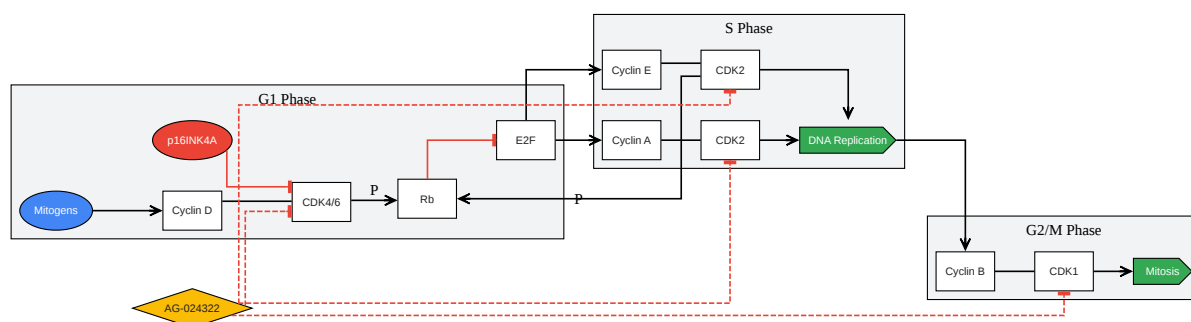 S Phase
Cyclin E
CDK2
G1 Phase
p16INK4A
E2F
Cyclin A
CDK2
DNA Replication
P
Mitogens
Cyclin D
CDK4/6
Rb
P
G2/M Phase
Cyclin B
CDK1
Mitosis
AG-024322